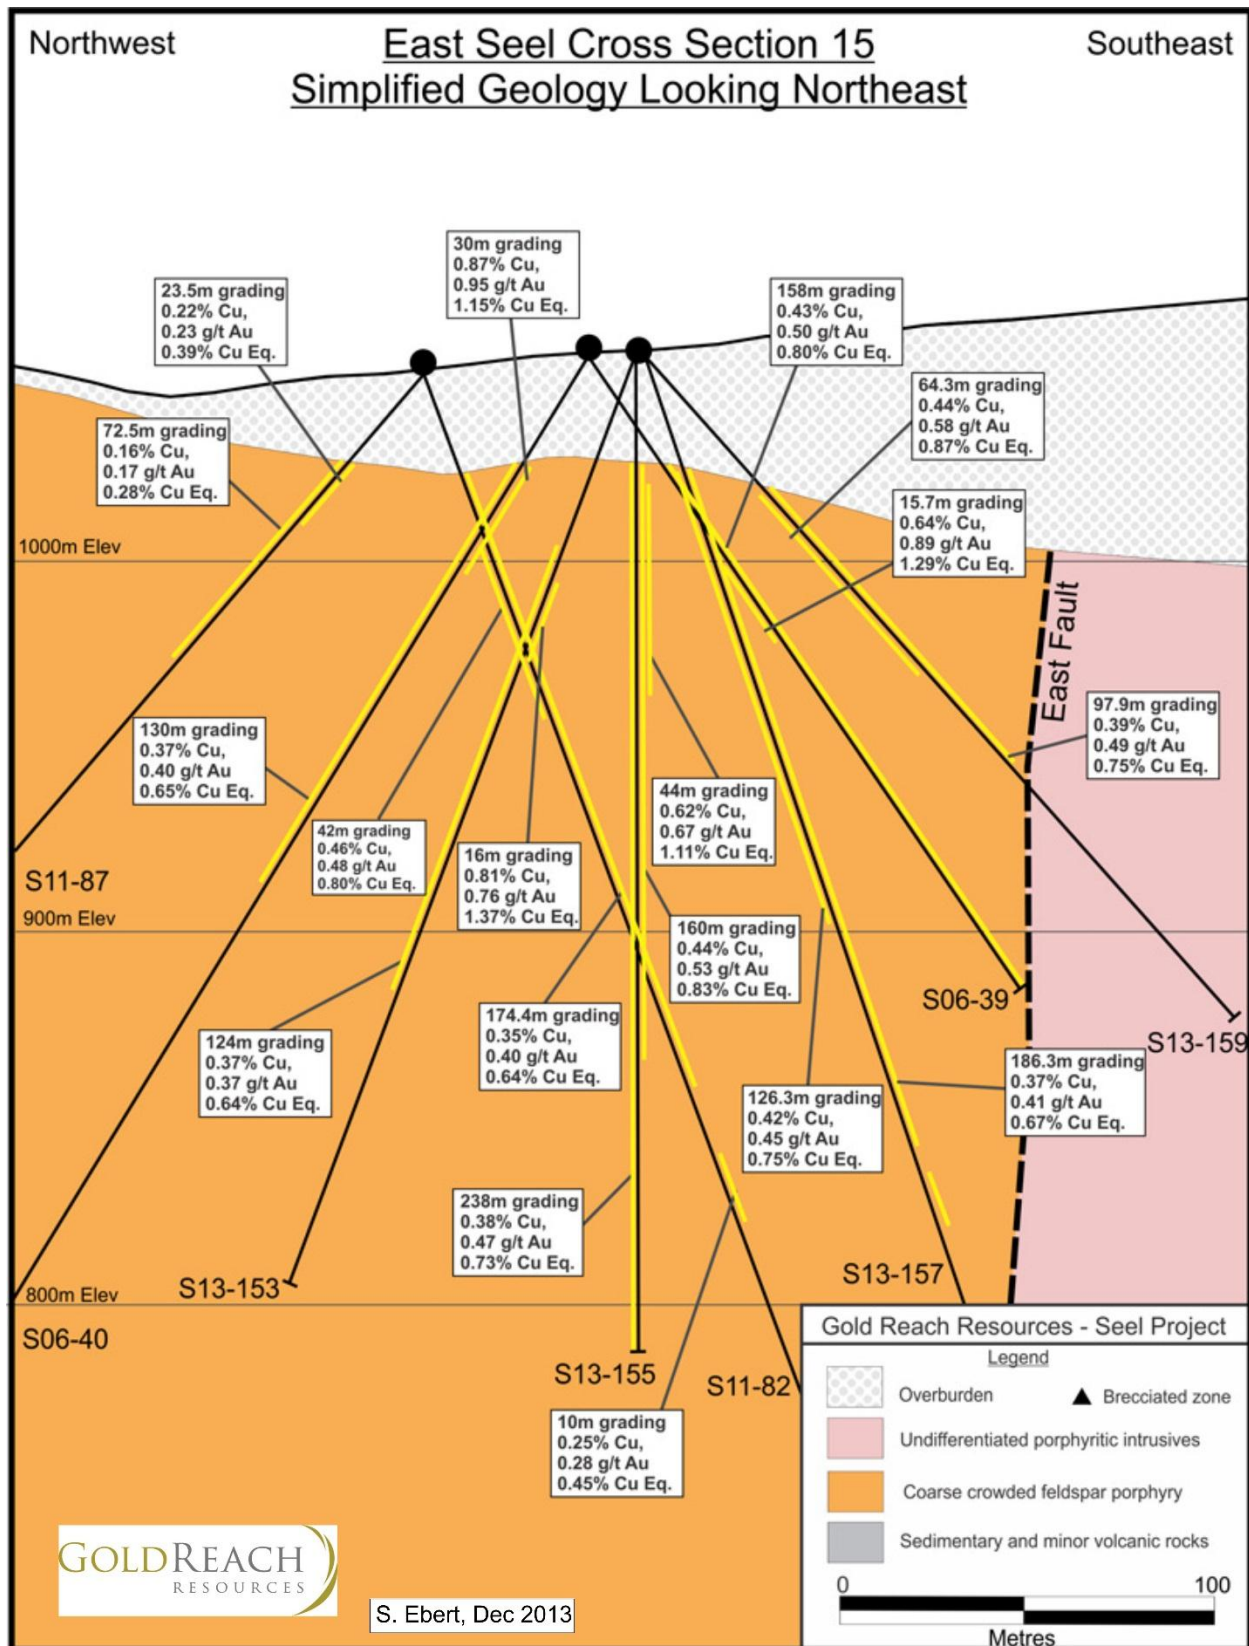 Northwest
East Seel Cross Section 15
Southeast
Simplified Geology Looking Northeast
30m grading
0.87% Cu,
0.95 g/t Au
1.15% Cu Eq.
23.5m grading
0.22% Cu,
0.23 g/t Au
0.39% Cu Eq.
158m grading
0.43% Cu,
0.50 g/t Au
0.80% Cu Eq.
64.3m grading
0.44% Cu,
0.58 g/t Au
0.87% Cu Eq.
72.5m grading
0.16% Cu,
0.17 g/t Au
0.28% Cu Eq.
15.7m grading
0.64% Cu,
0.89 g/t Au
1.29% Cu Eq.
1000m Elev
East Fault
97.9m grading
0.39% Cu,
0.49 g/t Au
0.75% Cu Eq.
130m grading
0.37% Cu,
0.40 g/t Au
0.65% Cu Eq.
44m grading
0.62% Cu,
0.67 g/t Au
1.11% Cu Eq.
42m grading
0.46% Cu,
0.48 g/t Au
0.80% Cu Eq.
16m grading
0.81% Cu,
0.76 g/t Au
1.37% Cu Eq.
S11-87
900m Elev
160m grading
0.44% Cu,
0.53 g/t Au
0.83% Cu Eq.
S06-39
174.4m grading
0.35% Cu,
0.40 g/t Au
0.64% Cu Eq.
124m grading
0.37% Cu,
0.37 g/t Au
0.64% Cu Eq.
S13-159
186.3m grading
0.37% Cu,
0.41 g/t Au
0.67% Cu Eq.
126.3m grading
0.42% Cu,
0.45 g/t Au
0.75% Cu Eq.
238m grading
0.38% Cu,
0.47 g/t Au
0.73% Cu Eq.
S13-157
S13-153
800m Elev
S06-40
S13-155
S11-82
10m grading
0.25% Cu,
0.28 g/t Au
0.45% Cu Eq.
Gold Reach Resources - Seel Project
Legend
Overburden
Brecciated zone
Undifferentiated porphyritic intrusives
Coarse crowded feldspar porphyry
Sedimentary and minor volcanic rocks
0 100
Metres
GOLDREACH
RESOURCES
S. Ebert, Dec 2013